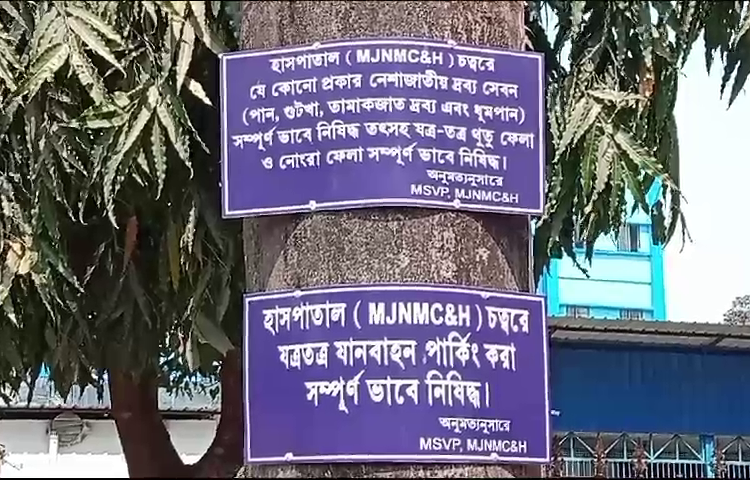 হাসপাতাল ( MJNMC&H ) চত্বরে
যে কোনো প্রকার নেশাজাতীয় দ্রব্য সেবন
(পান, গুটখা, তামাকজাত দ্রব্য এবং ধুমপান)
সম্পূর্ণ ভাবে নিষিদ্ধ তৎসহ যত্র-তত্র থুতু ফেলা
ও নোংরা ফেলা সম্পূর্ণ ভাবে নিষিদ্ধ।
অনুমত্যনুসারে
MSVP, MJNMC&H
হাসপাতাল ( MJNMC&H ) চত্বরে
যত্রতত্র যানবাহন পার্কিং করা
সম্পূর্ণ ভাবে নিষিদ্ধ।
অনুমত্যনুসারে
MSVP, MJNMC&H